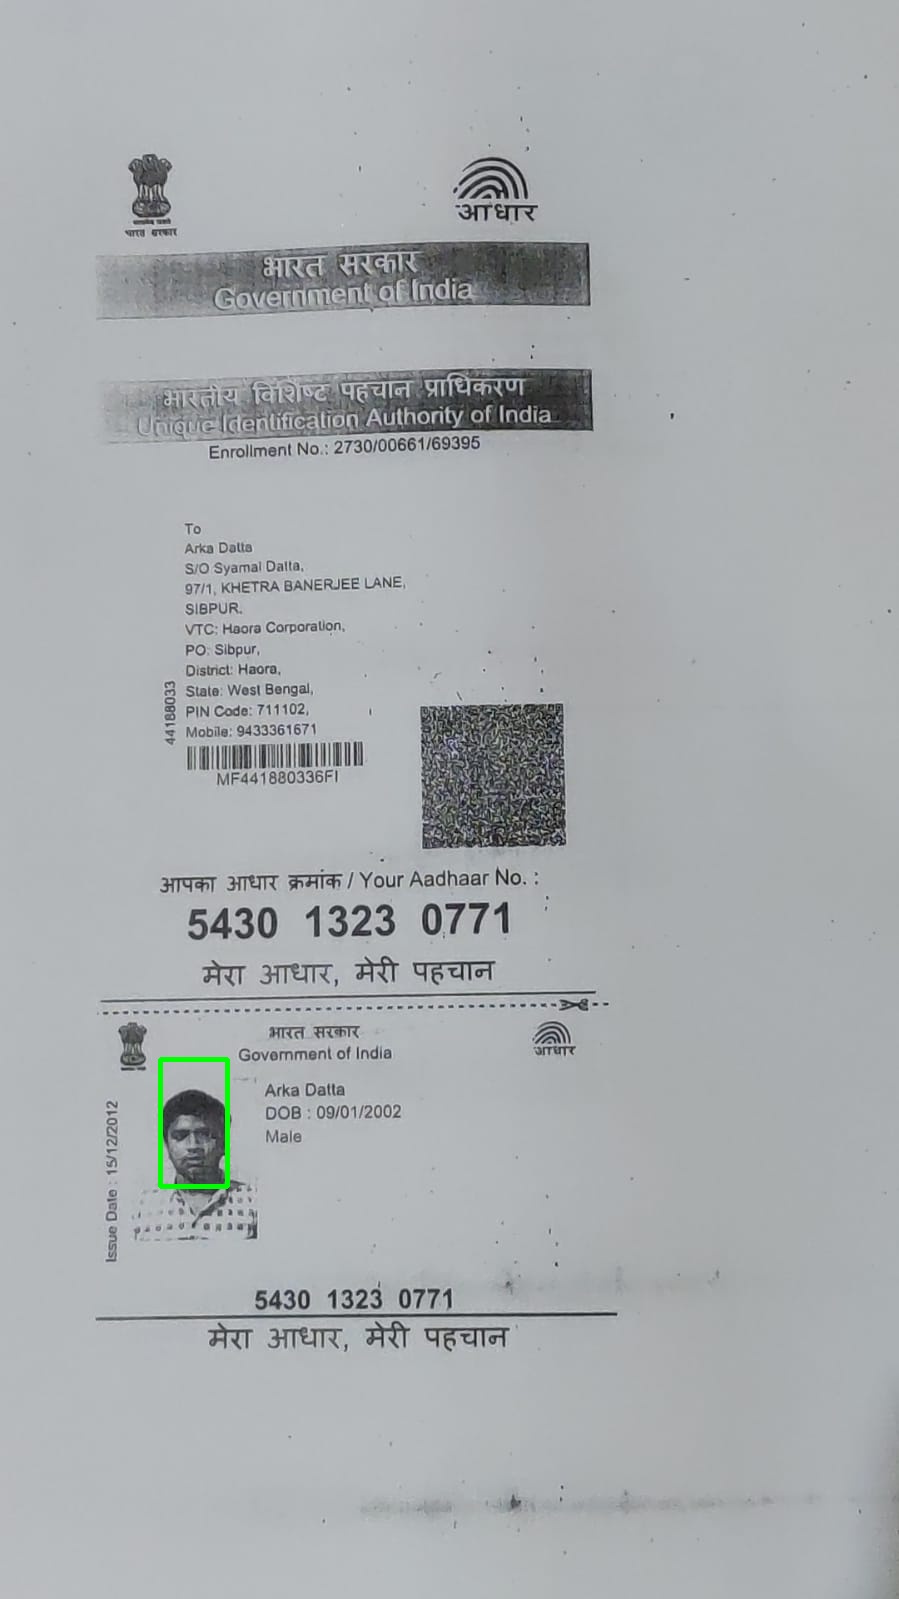 भारत सरकार
आधार
भारत सरकार
Government of India
भारतीय विशिष्ट पहचान प्राधिकरण
Unique Identification Authority of India
Enrollment No.: 2730/00661/69395
To
Arka Datta
S/O Syamal Datta,
97/1, KHETRA BANERJEE LANE,
SIBPUR,
VTC: Haora Corporation,
PO: Sibpur,
District: Haora,
State: West Bengal,
PIN Code: 711102,
Mobile: 9433361671
44188033
MF441880336FI
आपका आधार क्रमांक / Your Aadhaar No. :
5430 1323 0771
मेरा आधार, मेरी पहचान
भारत सरकार
Government of India
आधार
Arka Datta
DOB : 09/01/2002
Male
Issue Date : 15/12/2012
5430 1323 0771
मेरा आधार, मेरी पहचान